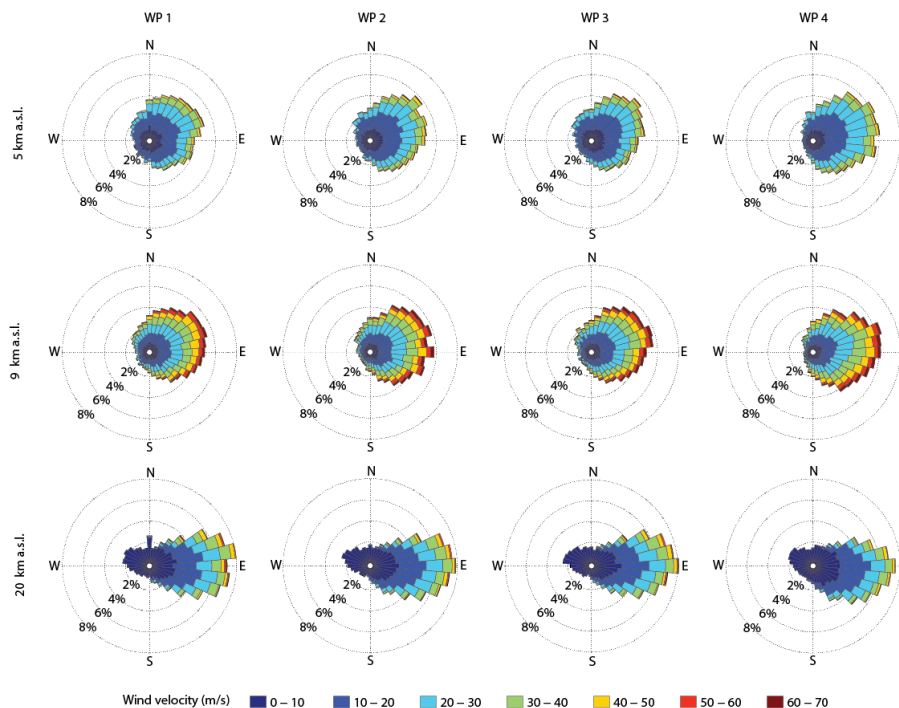 WP 1 WP 2 WP 3 WP 4
N N N N
5 km a.s.l.
W E W E W E W E
2% 2% 2% 2%
4% 4% 4% 4%
6% 6% 6% 6%
8% 8% 8% 8%
S S S S
N N N N
9 km a.s.l.
W E W E W E W E
2% 2% 2% 2%
4% 4% 4% 4%
6% 6% 6% 6%
8% 8% 8% 8%
S S S S
N N N N
20 km a.s.l.
W E W E W E W E
2% 2% 2% 2%
4% 4% 4% 4%
6% 6% 6% 6%
8% 8% 8% 8%
S S S S
Wind velocity (m/s) 0 – 10 10 – 20 20 – 30 30 – 40 40 – 50 50 – 60 60 – 70